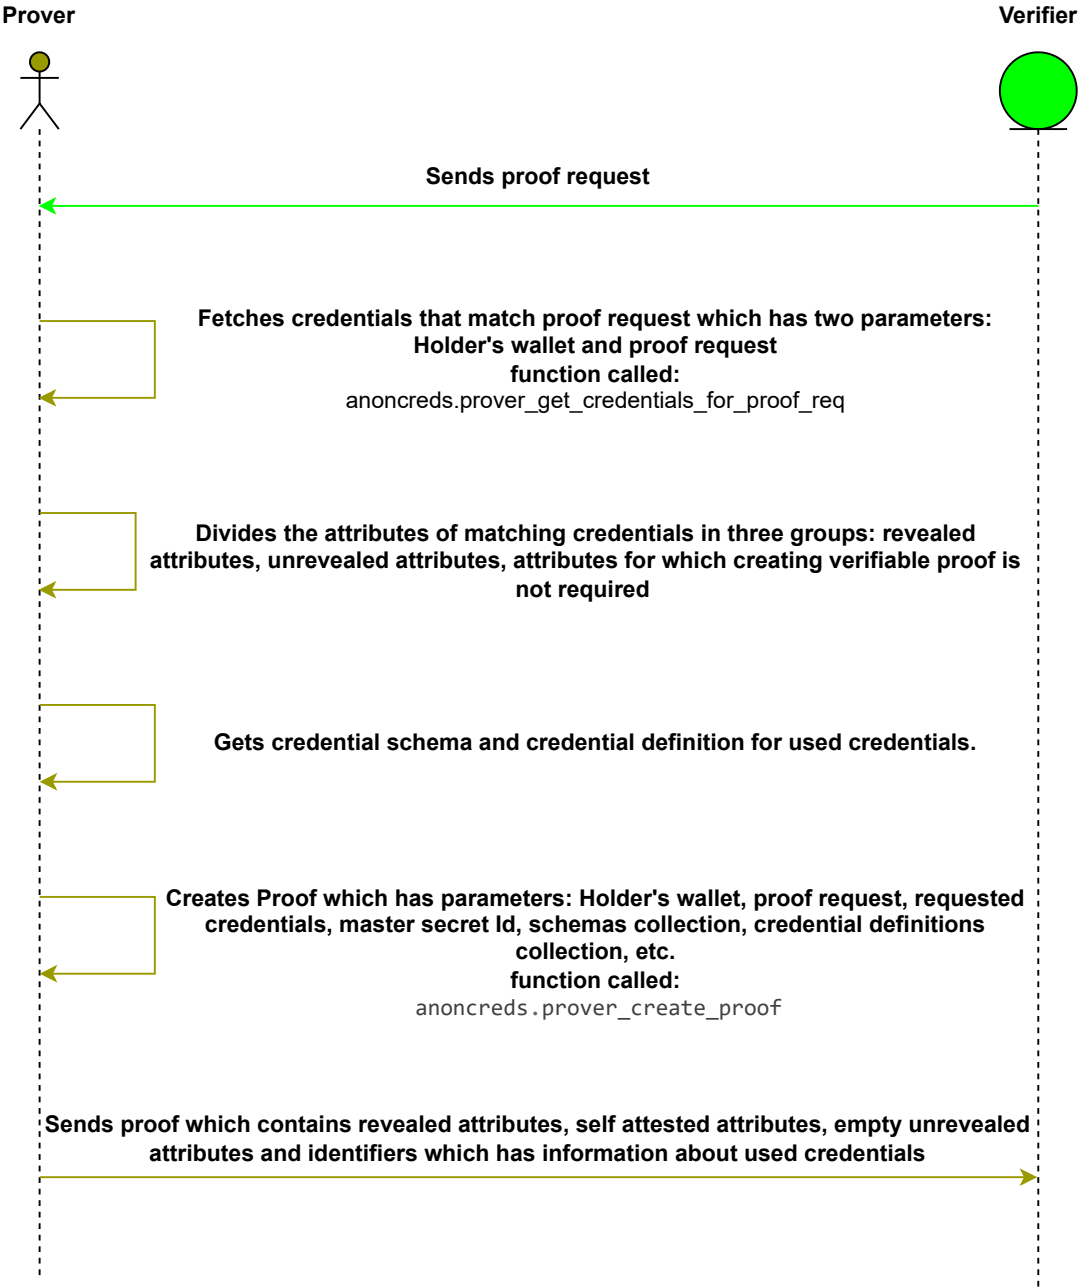 Prover
Verifier
Sends proof request
Fetches credentials that match proof request which has two parameters:
Holder's wallet and proof request
function called:
anoncreds.prover_get_credentials_for_proof_req
Divides the attributes of matching credentials in three groups: revealed
attributes, unrevealed attributes, attributes for which creating verifiable proof is
not required
Gets credential schema and credential definition for used credentials.
Creates Proof which has parameters: Holder's wallet, proof request, requested
credentials, master secret Id, schemas collection, credential definitions
collection, etc.
function called:
anoncreds.prover_create_proof
Sends proof which contains revealed attributes, self attested attributes, empty unrevealed
attributes and identifiers which has information about used credentials